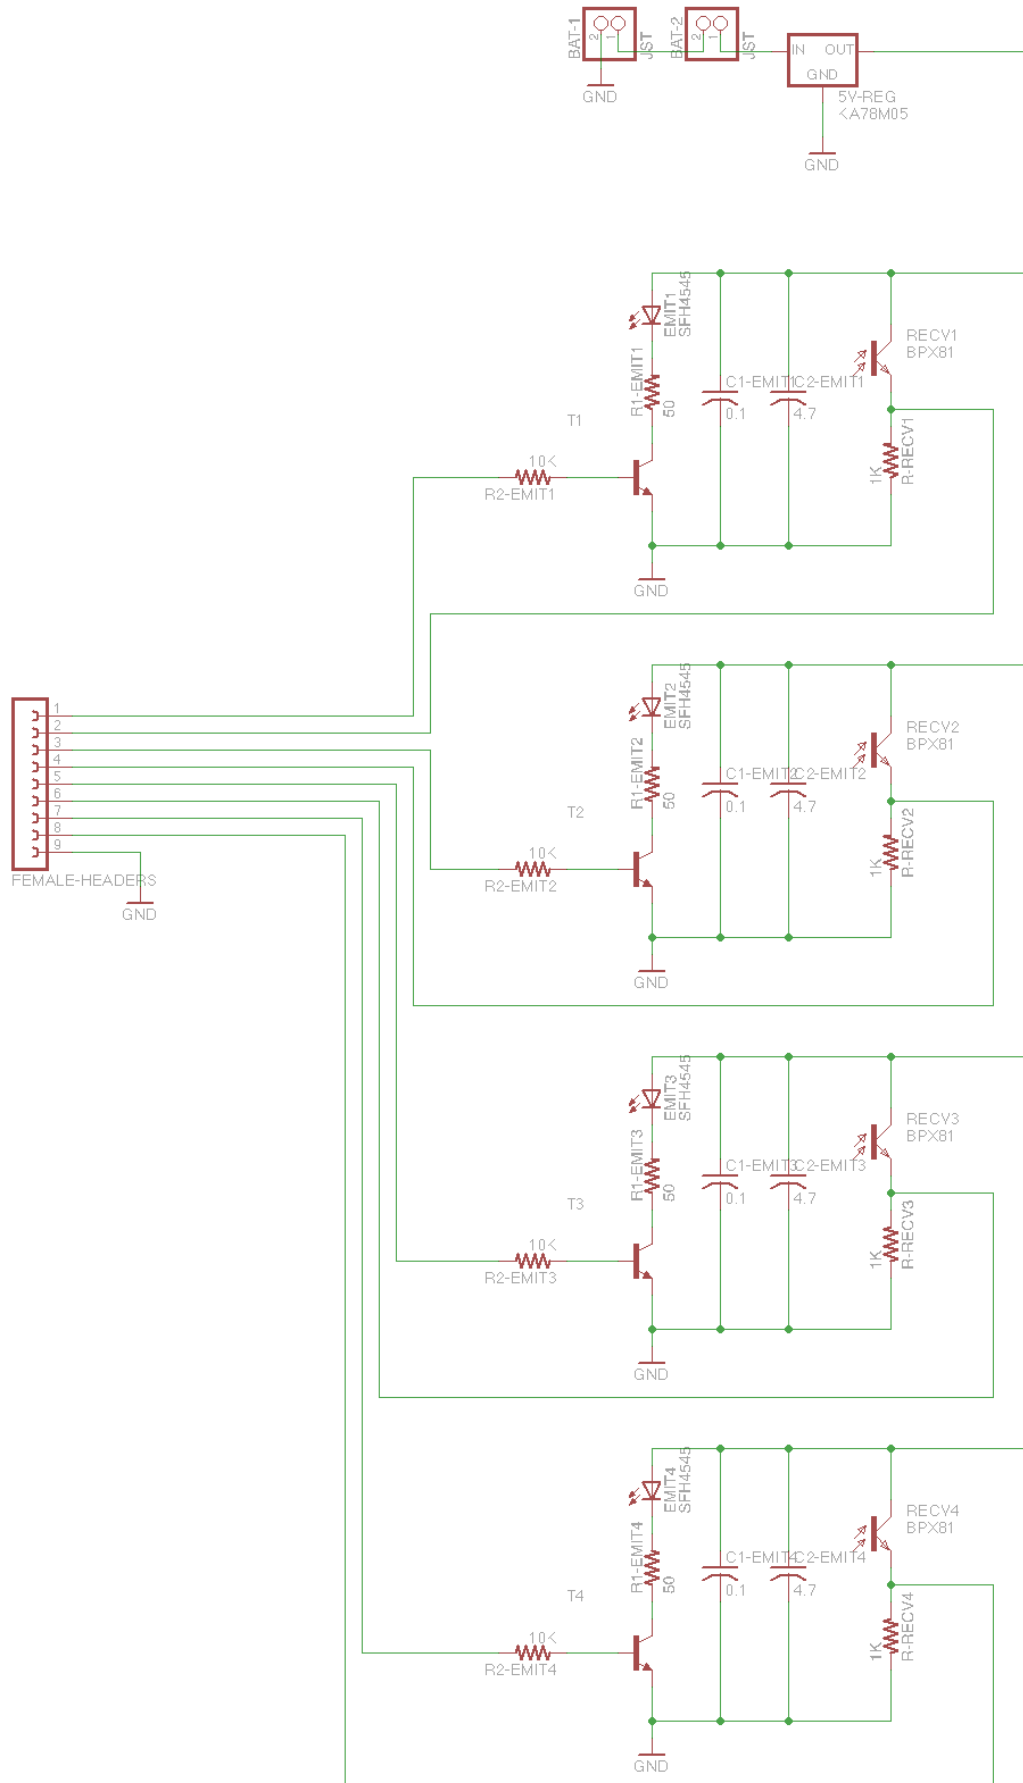 BAT-1
2
1
JST
BAT-2
2
1
JST
IN
OUT
GND
GND
5V-REG
<A78M05
GND
EMIT1
SFH4545
R1-EMIT1
50
C1-EMIT1
0.1
C2-EMIT1
4.7
RECV1
BPX81
R-RECV1
1K
T1
10K
R2-EMIT1
GND
1
2
3
4
5
6
7
8
9
FEMALE-HEADERS
GND
EMIT2
SFH4545
R1-EMIT2
50
C1-EMIT2
0.1
C2-EMIT2
4.7
RECV2
BPX81
R-RECV2
1K
T2
10K
R2-EMIT2
GND
EMIT3
SFH4545
R1-EMIT3
50
C1-EMIT3
0.1
C2-EMIT3
4.7
RECV3
BPX81
R-RECV3
1K
T3
10K
R2-EMIT3
GND
EMIT4
SFH4545
R1-EMIT4
50
C1-EMIT4
0.1
C2-EMIT4
4.7
RECV4
BPX81
R-RECV4
1K
T4
10K
R2-EMIT4
GND